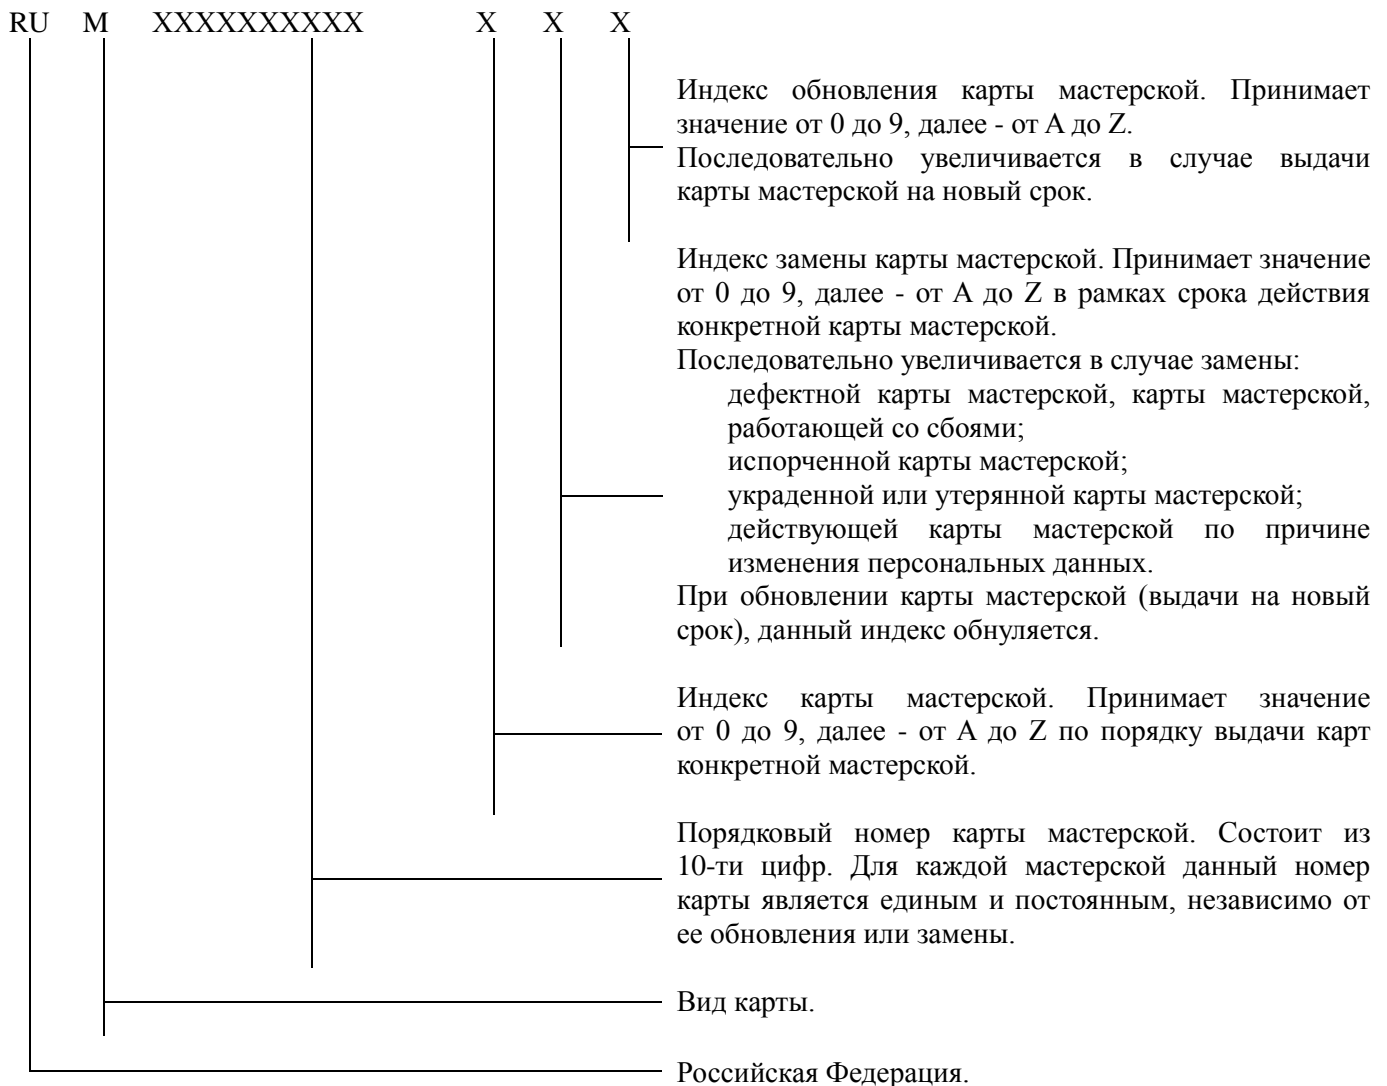 RU M XXXXXXXXXX X X X
Индекс обновления карты мастерской. Принимает
значение от 0 до 9, далее - от A до Z.
Последовательно увеличивается в случае выдачи
карты мастерской на новый срок.
Индекс замены карты мастерской. Принимает значение
от 0 до 9, далее - от A до Z в рамках срока действия
конкретной карты мастерской.
Последовательно увеличивается в случае замены:
дефектной карты мастерской, карты мастерской,
работающей со сбоями;
испорченной карты мастерской;
украденной или утерянной карты мастерской;
действующей карты мастерской по причине
изменения персональных данных.
При обновлении карты мастерской (выдачи на новый
срок), данный индекс обнуляется.
Индекс карты мастерской. Принимает значение
от 0 до 9, далее - от A до Z по порядку выдачи карт
конкретной мастерской.
Порядковый номер карты мастерской. Состоит из
10-ти цифр. Для каждой мастерской данный номер
карты является единым и постоянным, независимо от
ее обновления или замены.
Вид карты.
Российская Федерация.